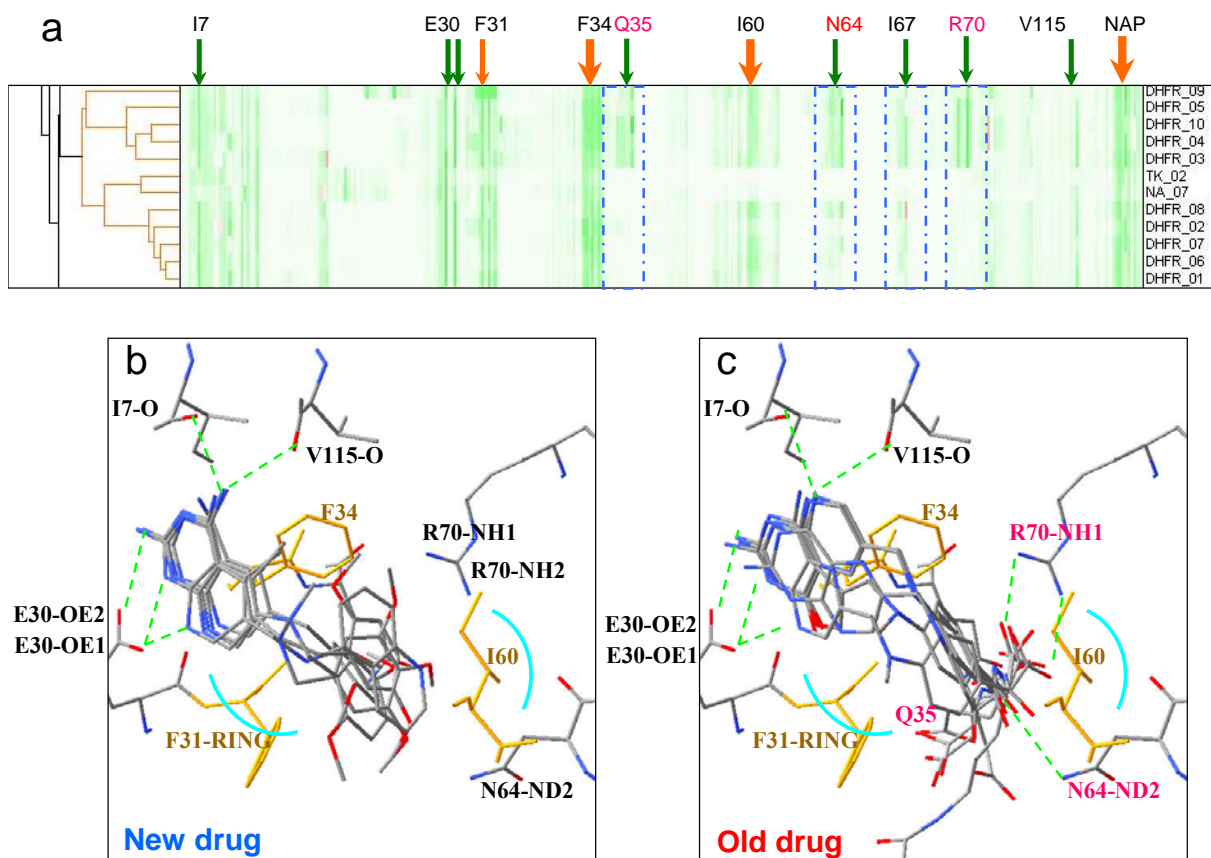 a
I7 E30 F31 F34 Q35 I60 N64 I67 R70 V115 NAP
DHFR_09
DHFR_05
DHFR_10
DHFR_04
DHFR_03
TK_02
NA_07
DHFR_08
DHFR_02
DHFR_07
DHFR_06
DHFR_01
b
I7-O
V115-O
F34
R70-NH1
R70-NH2
E30-OE2
E30-OE1
I60
F31-RING
N64-ND2
New drug
c
I7-O
V115-O
F34
R70-NH1
E30-OE2
E30-OE1
I60
Q35
F31-RING
N64-ND2
Old drug